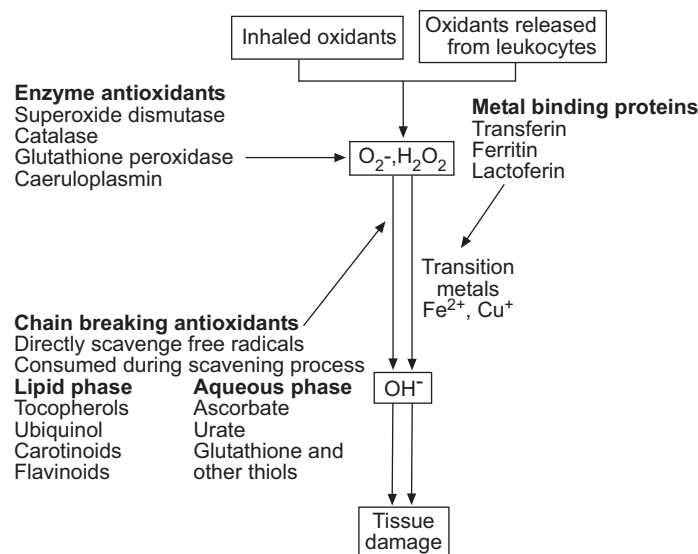 Inhaled oxidants
Oxidants released
from leukocytes
Enzyme antioxidants
Superoxide dismutase
Catalase
Glutathione peroxidase
Caeruloplasmin
O₂-,H₂O₂
Metal binding proteins
Transferin
Ferritin
Lactoferin
Transition
metals
Fe²⁺, Cu⁺
Chain breaking antioxidants
Directly scavenge free radicals
Consumed during scavening process
Lipid phase
Tocopherols
Ubiquinol
Carotinoids
Flavinoids
Aqueous phase
Ascorbate
Urate
Glutathione and
other thiols
OH⁻
Tissue
damage